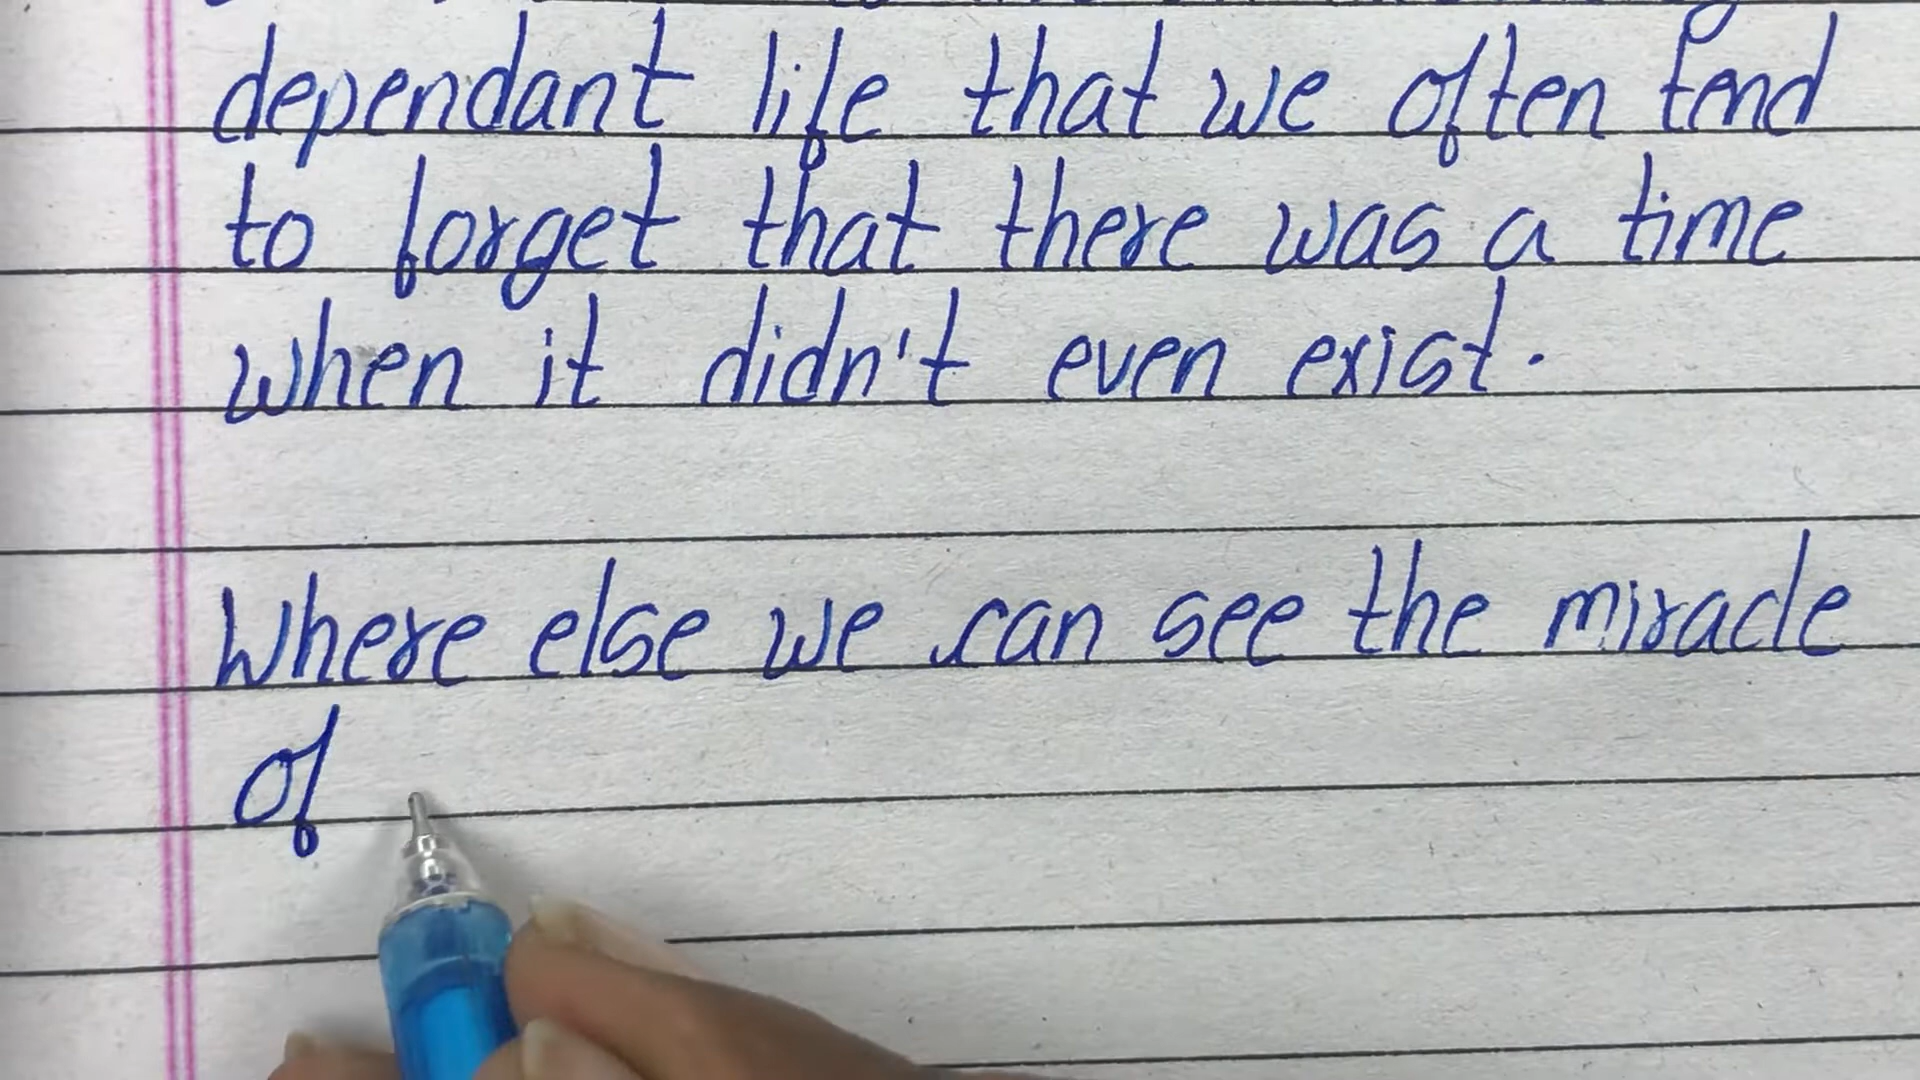 dependant life that we often tend
to forget that there was a time
when it didn't even exist.
Where else we can see the miracle
of